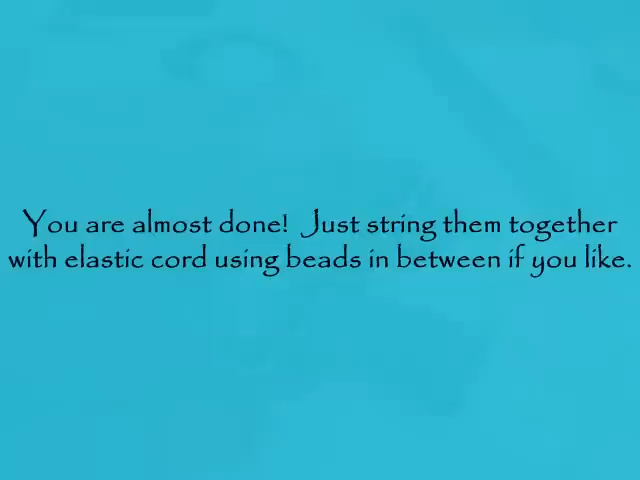 You are almost done!  Just string them together
with elastic cord using beads in between if you like.